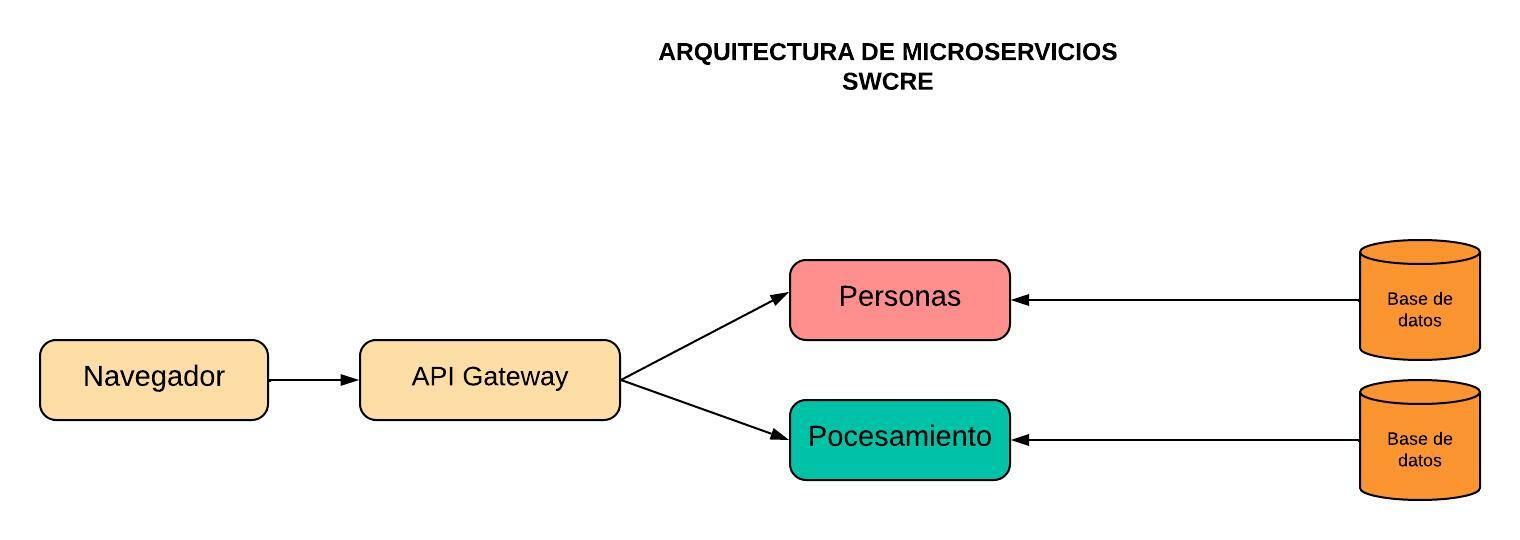 ARQUITECTURA DE MICROSERVICIOS
SWCRE
Navegador
API Gateway
Personas
Pocesamiento
Base de
datos
Base de
datos